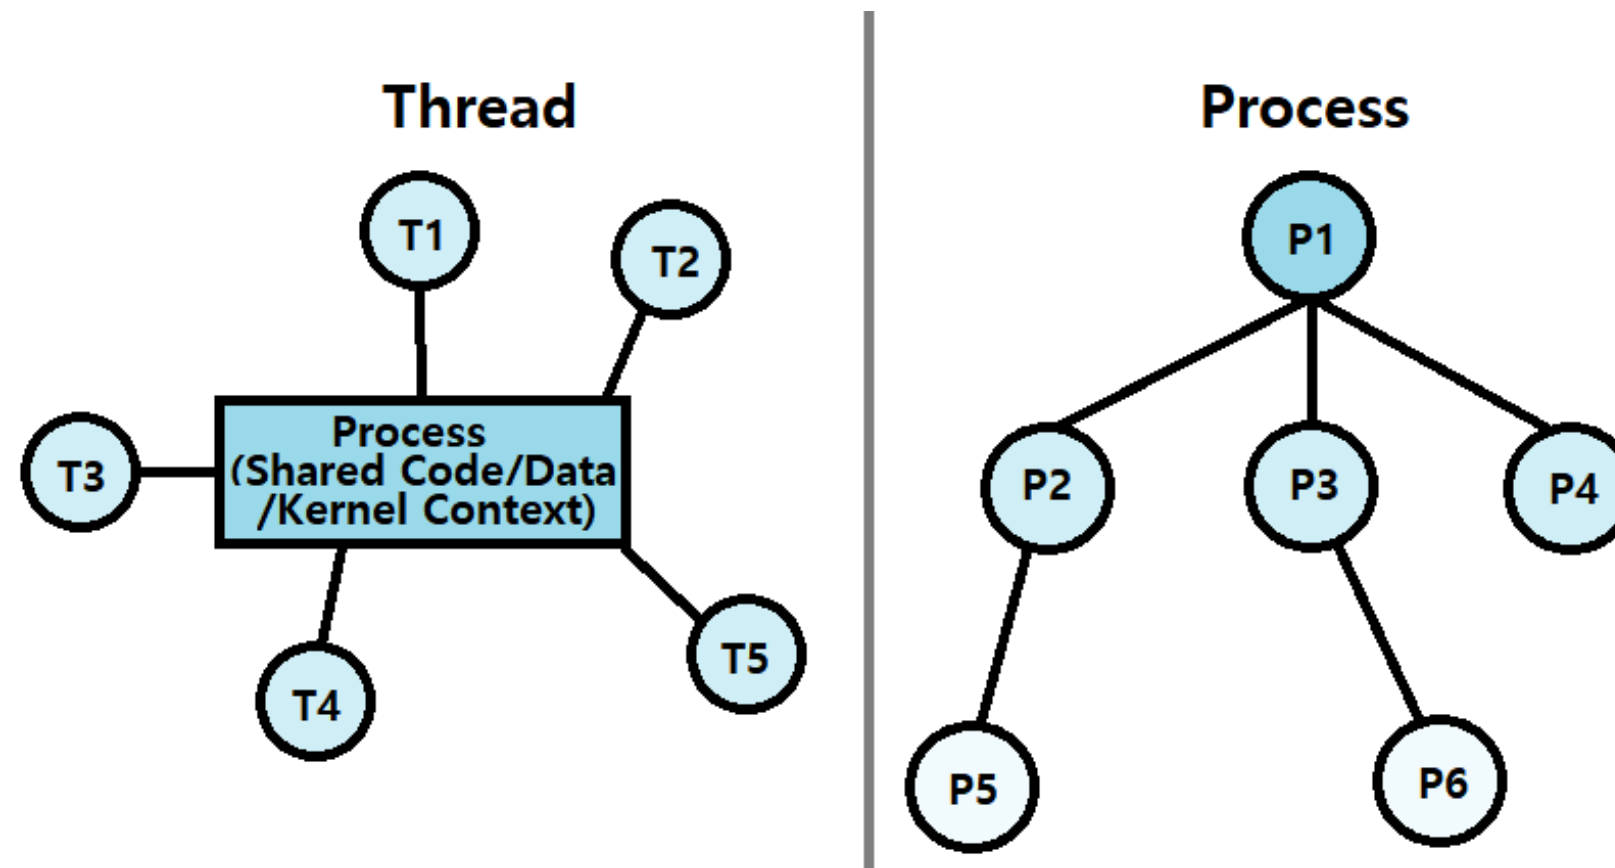 Thread
T1
T2
T3
Process
(Shared Code/Data
/Kernel Context)
T4
T5
Process
P1
P2
P3
P4
P5
P6